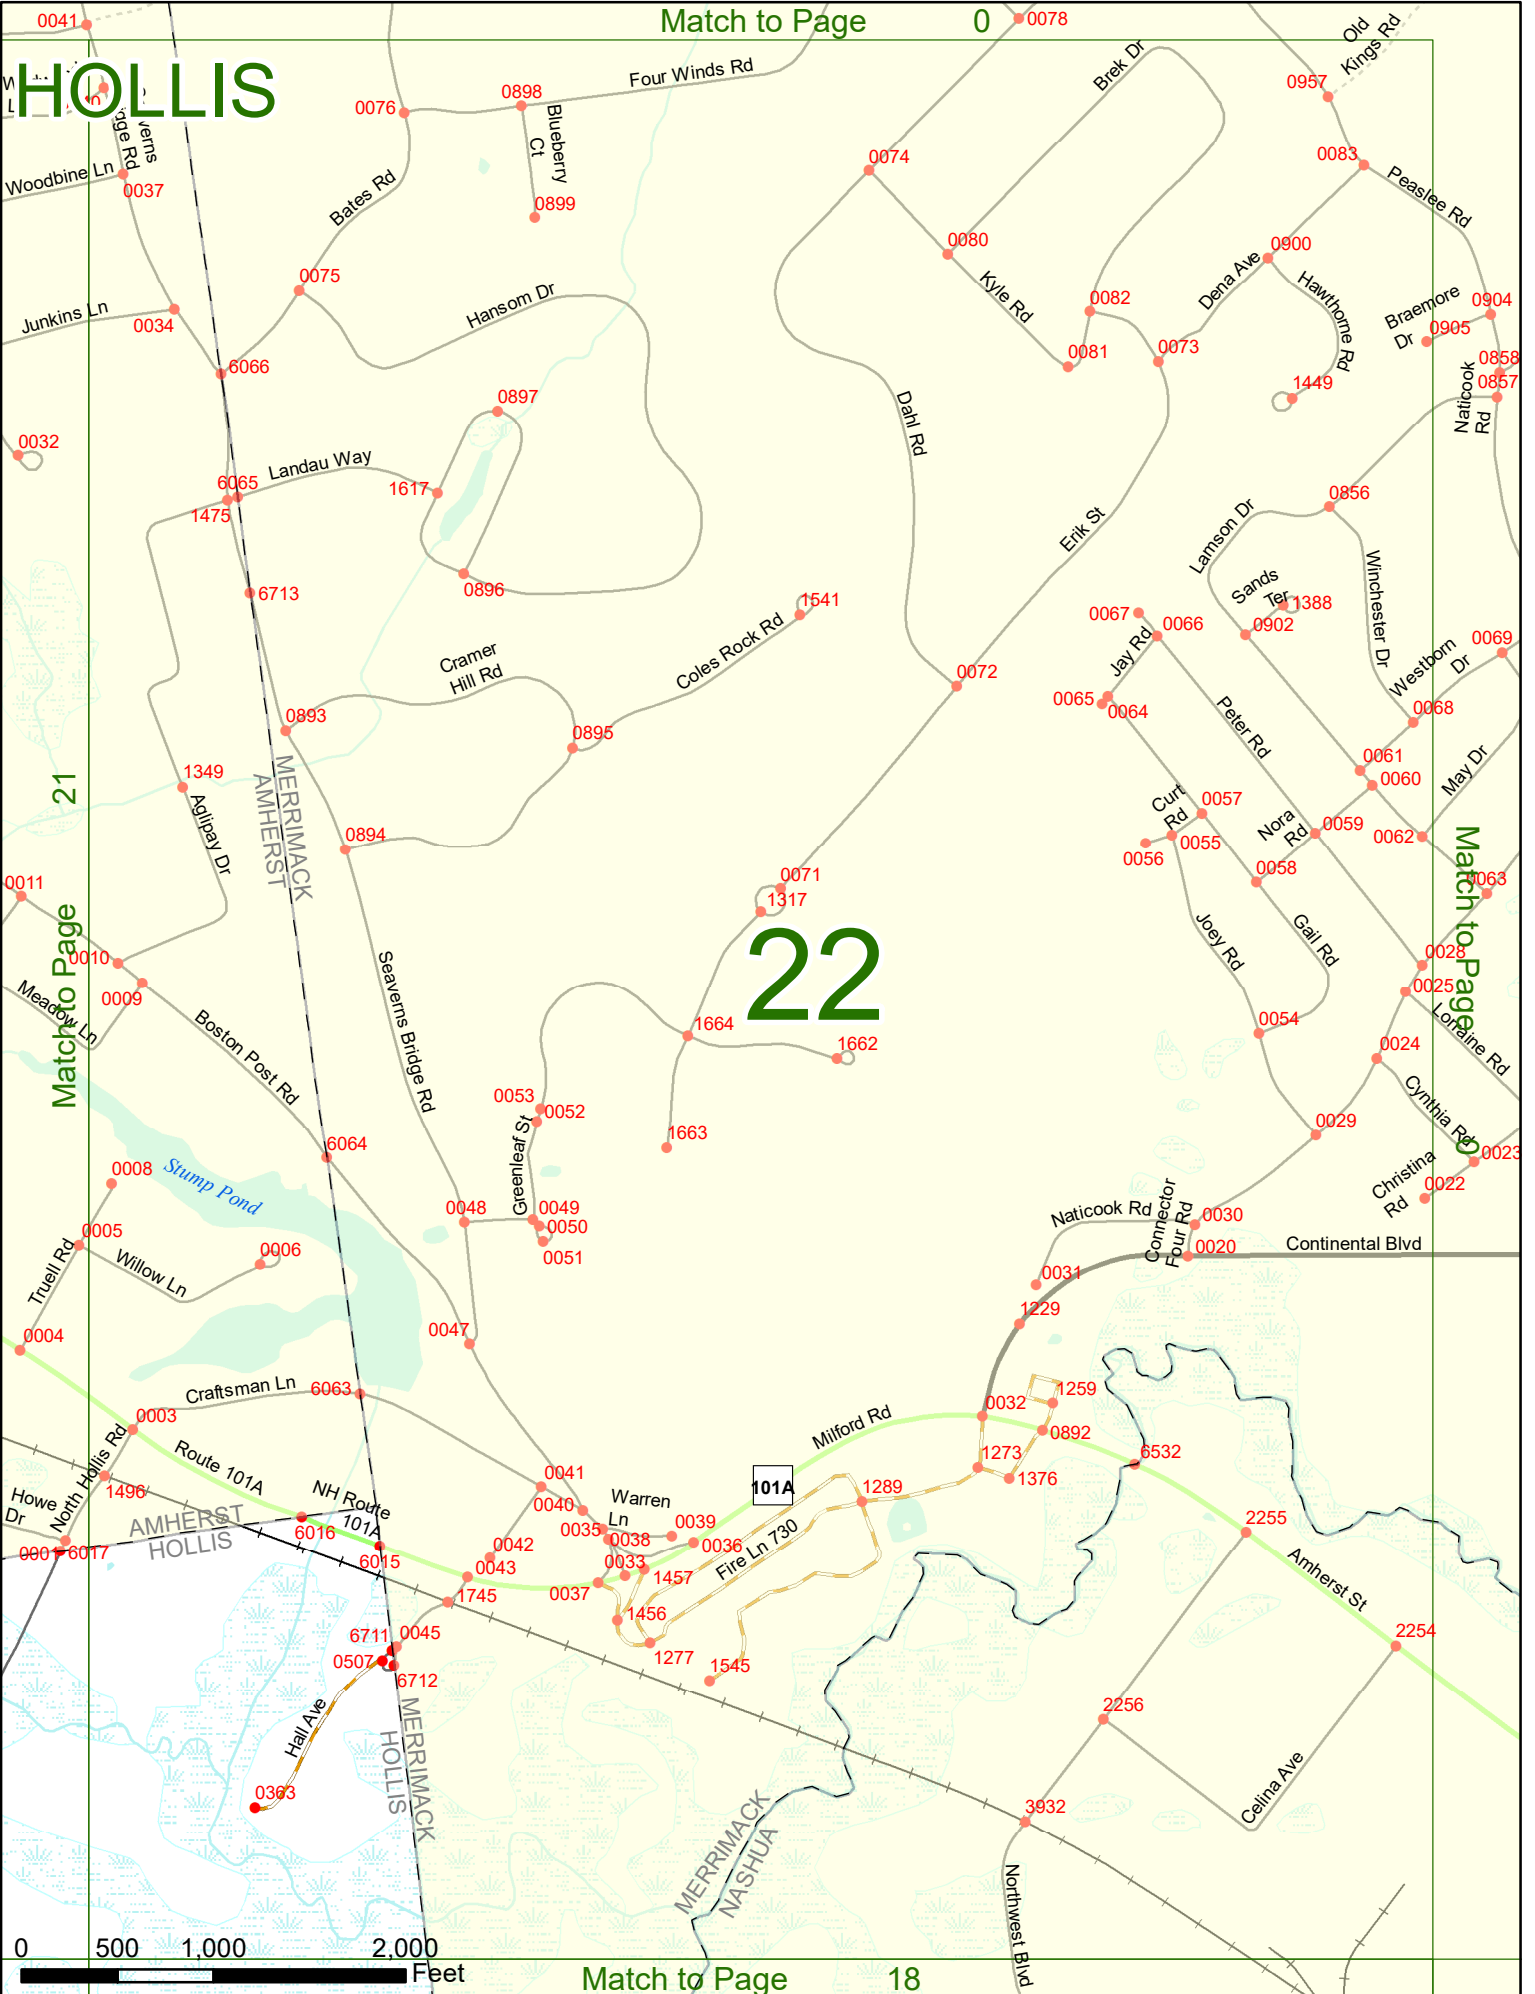 Match to Page 0
HOLLIS
0041
0078
Old
Kings Rd
0957
Four Winds Rd
Brek Dr
0076
0898
Blueberry
Ct
0899
0074
0083
Peaslee Rd
Woodbine Ln
0037
Bates Rd
0080
0900
Dena Ave
Hawthorne Rd
0075
Hansom Dr
Kyle Rd
0082
Braemore
Dr
0904
0905
Junkins Ln
0034
0081
0073
0858
0857
6066
1449
Naticook
Rd
0897
Dahl Rd
0032
Landau Way
6065
1475
1617
0856
Erik St
Lamson Dr
Winchester Dr
6713
0896
1541
Sands
Ter
1388
0902
0067
0066
Jay Rd
Cramer
Hill Rd
Coles Rock Rd
0072
0065
0064
Peter Rd
Westborn
Dr
0069
0068
0893
0895
MERRIMACK
AMHERST
0061
0060
May Dr
1349
Aglipay Dr
Curt
Rd
0057
0055
0056
Nora
Rd
0059
0062
0894
21
Match to Page
0058
0063
Match to Page
0
0011
0071
1317
22
Joey Rd
Gail Rd
0010
0009
Meadow Ln
Seaverns Bridge Rd
0028
0025
Lorraine Rd
Boston Post Rd
1664
1662
0054
0024
Cynthia Rd
0053
0052
Greenleaf St
1663
0029
6064
0023
Christina
Rd
0022
0008
Stump Pond
0048
0049
0050
0051
Naticook Rd
Connector
Four Rd
0030
0020
Continental Blvd
0005
Truell Rd
Willow Ln
0006
0031
1229
0004
0047
Craftsman Ln
6063
1259
0003
0032
0892
Milford Rd
North Hollis Rd
Route 101A
1273
1376
6532
101A
1289
1496
Howe
Dr
NH Route
101A
0041
0040
Warren
Ln
AMHERST
HOLLIS
6016
6015
0035
0038
0039
0036
2255
0001
6017
0042
0043
0033
1457
0037
Fire Ln 730
Amherst St
1745
1456
6711
0045
0507
6712
1277
1545
2254
Hall Ave
MERRIMACK
HOLLIS
2256
0363
MERRIMACK
NASHUA
3932
Celina Ave
Northwest Blvd
0 500 1,000 2,000
Feet
Match to Page 18